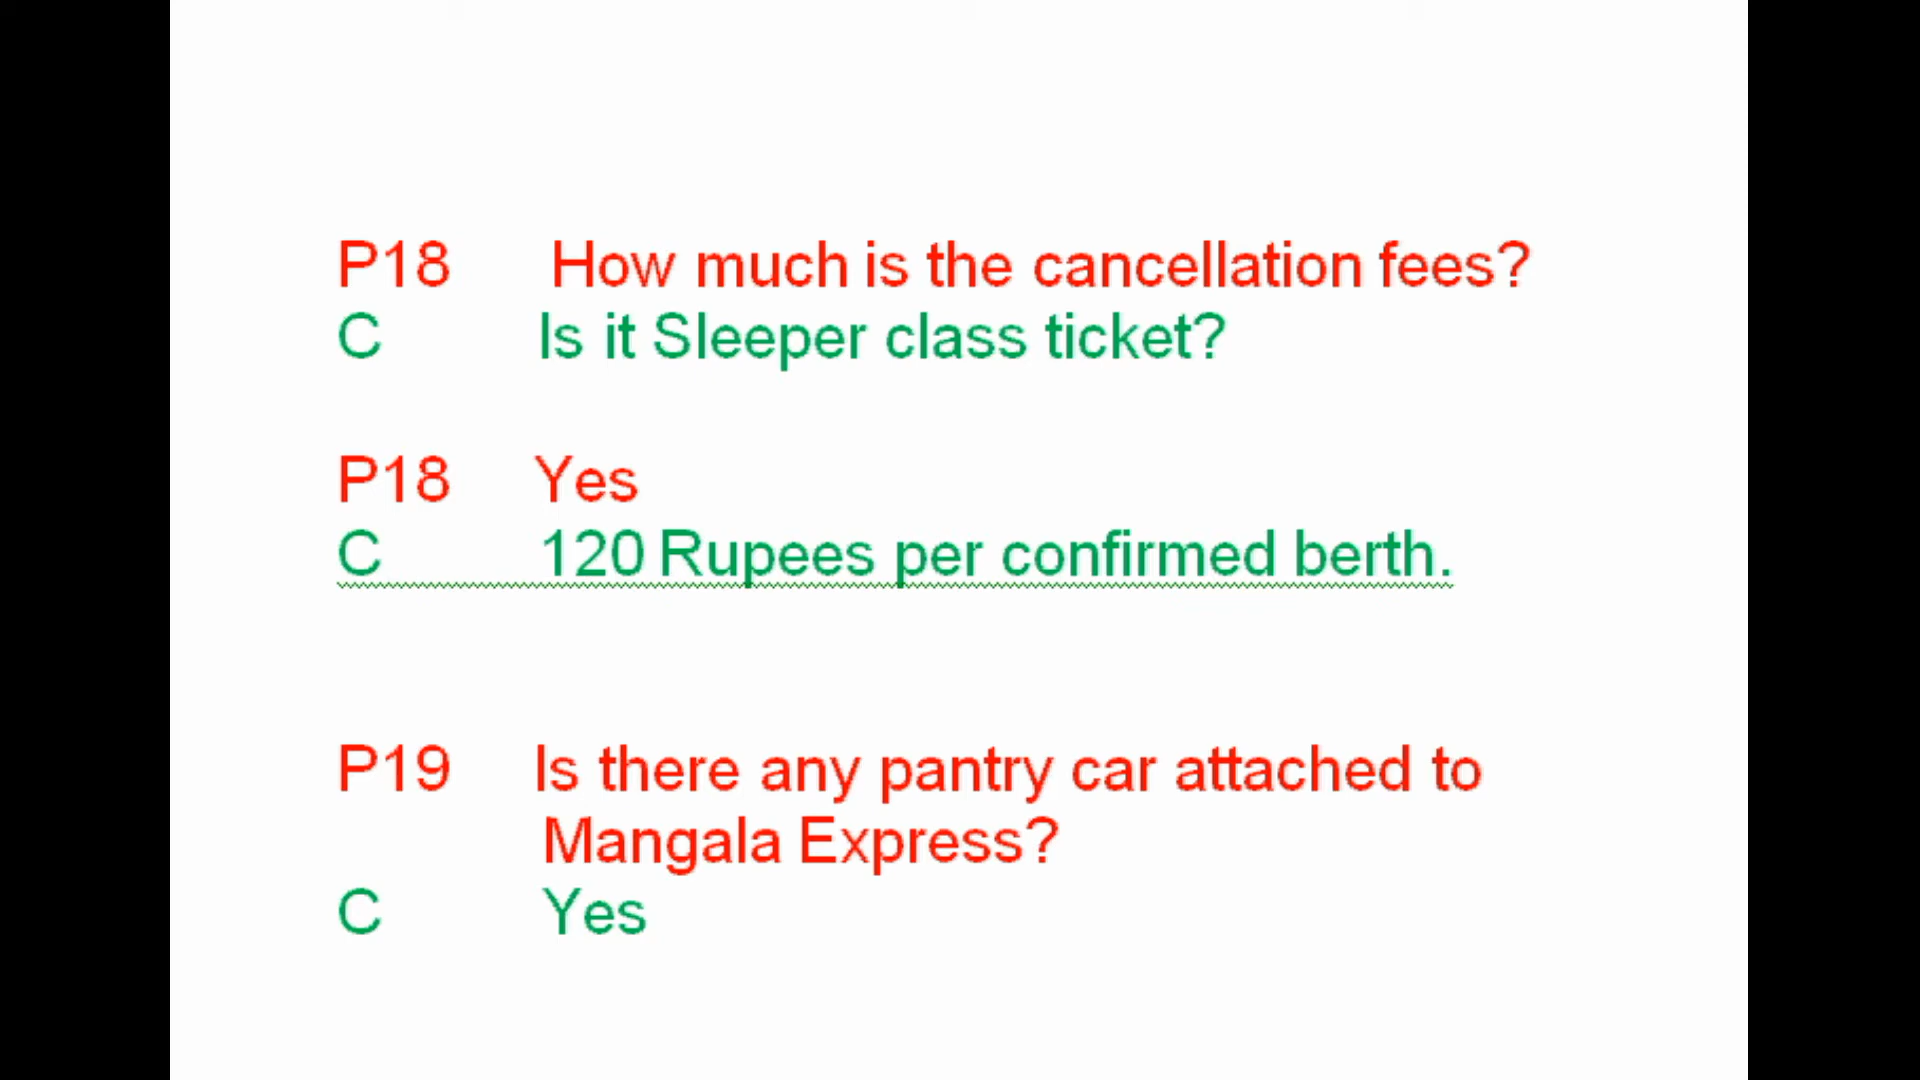 P18 How much is the cancellation fees?
C Is it Sleeper class ticket?
P18 Yes
C 120 Rupees per confirmed berth.
P19 Is there any pantry car attached to
Mangala Express?
C Yes